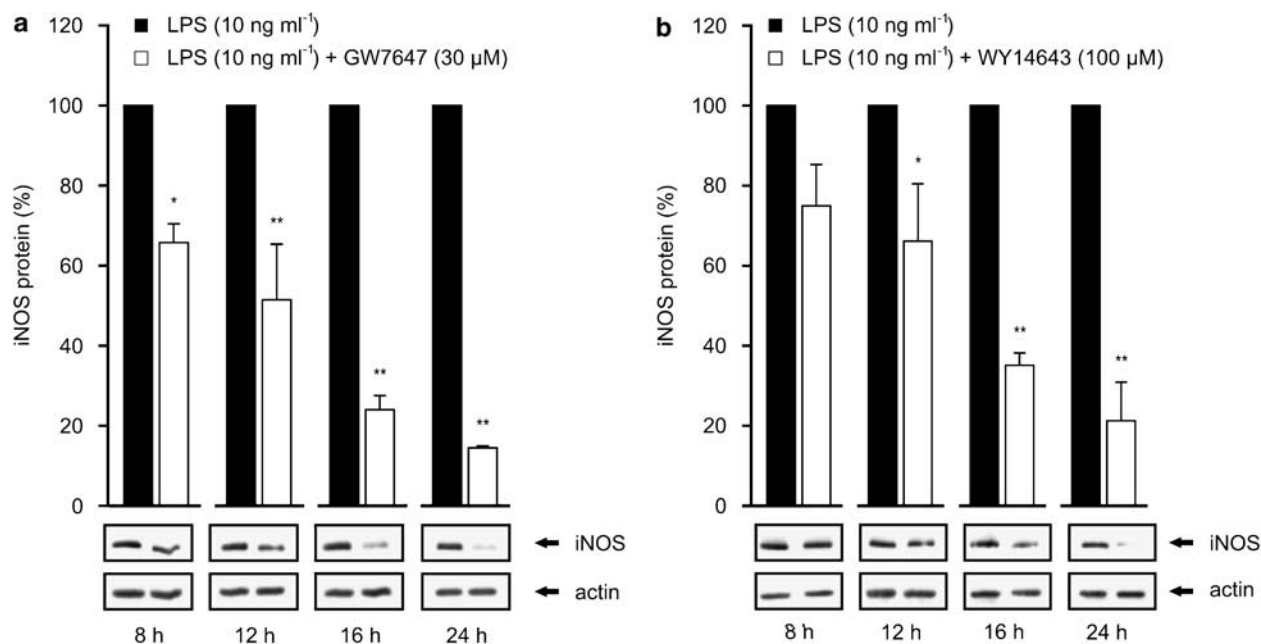 a
LPS (10 ng ml⁻¹)
LPS (10 ng ml⁻¹) + GW7647 (30 µM)
iNOS protein (%)
120
100
80
60
40
20
0
*
**
**
**
iNOS
actin
8 h 12 h 16 h 24 h
b
LPS (10 ng ml⁻¹)
LPS (10 ng ml⁻¹) + WY14643 (100 µM)
iNOS protein (%)
120
100
80
60
40
20
0
*
**
**
iNOS
actin
8 h 12 h 16 h 24 h